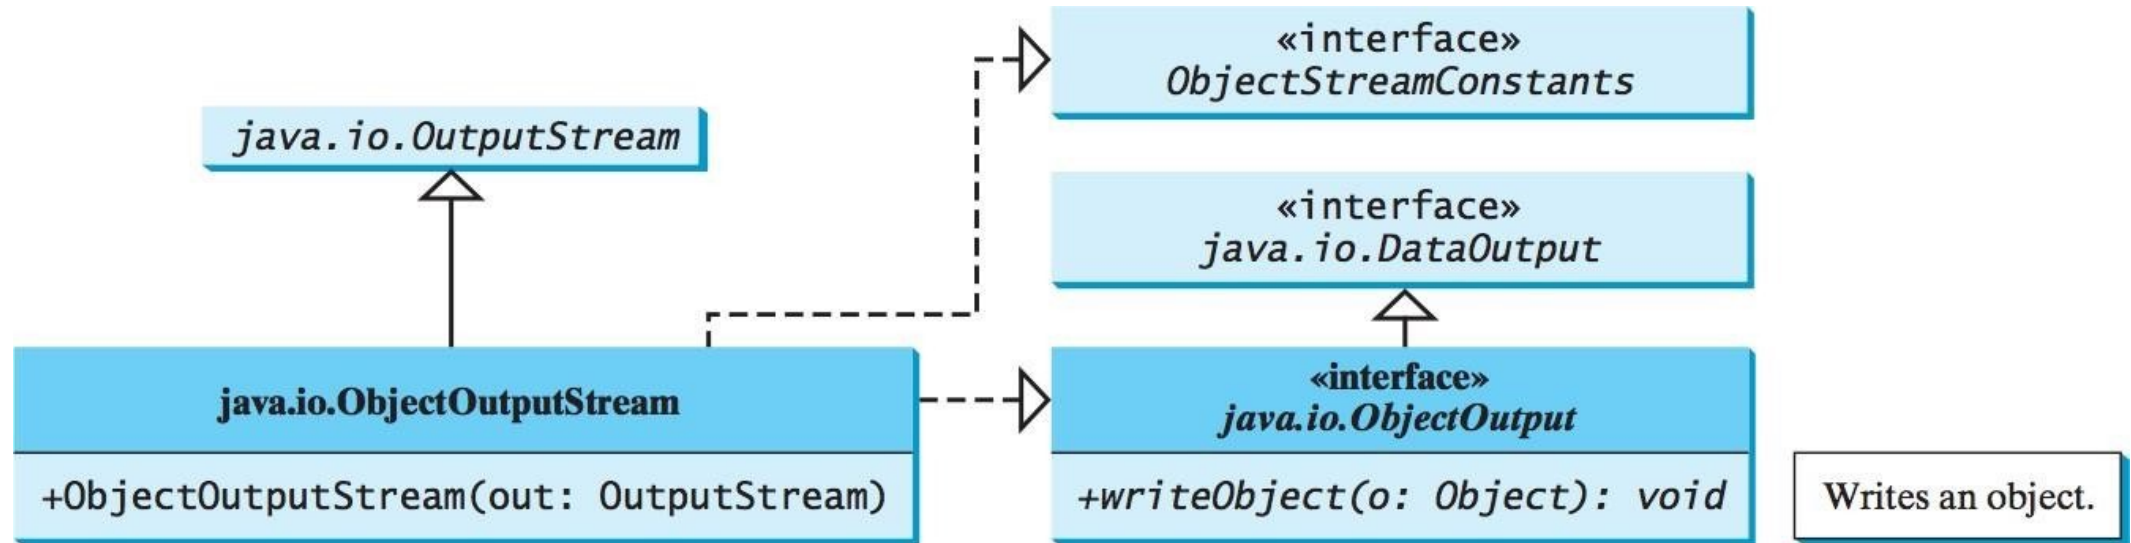 «interface»
ObjectStreamConstants
java.io.OutputStream
«interface»
java.io.DataOutput
java.io.ObjectOutputStream
+ObjectOutputStream(out: OutputStream)
«interface»
java.io.ObjectOutput
+writeObject(o: Object): void
Writes an object.